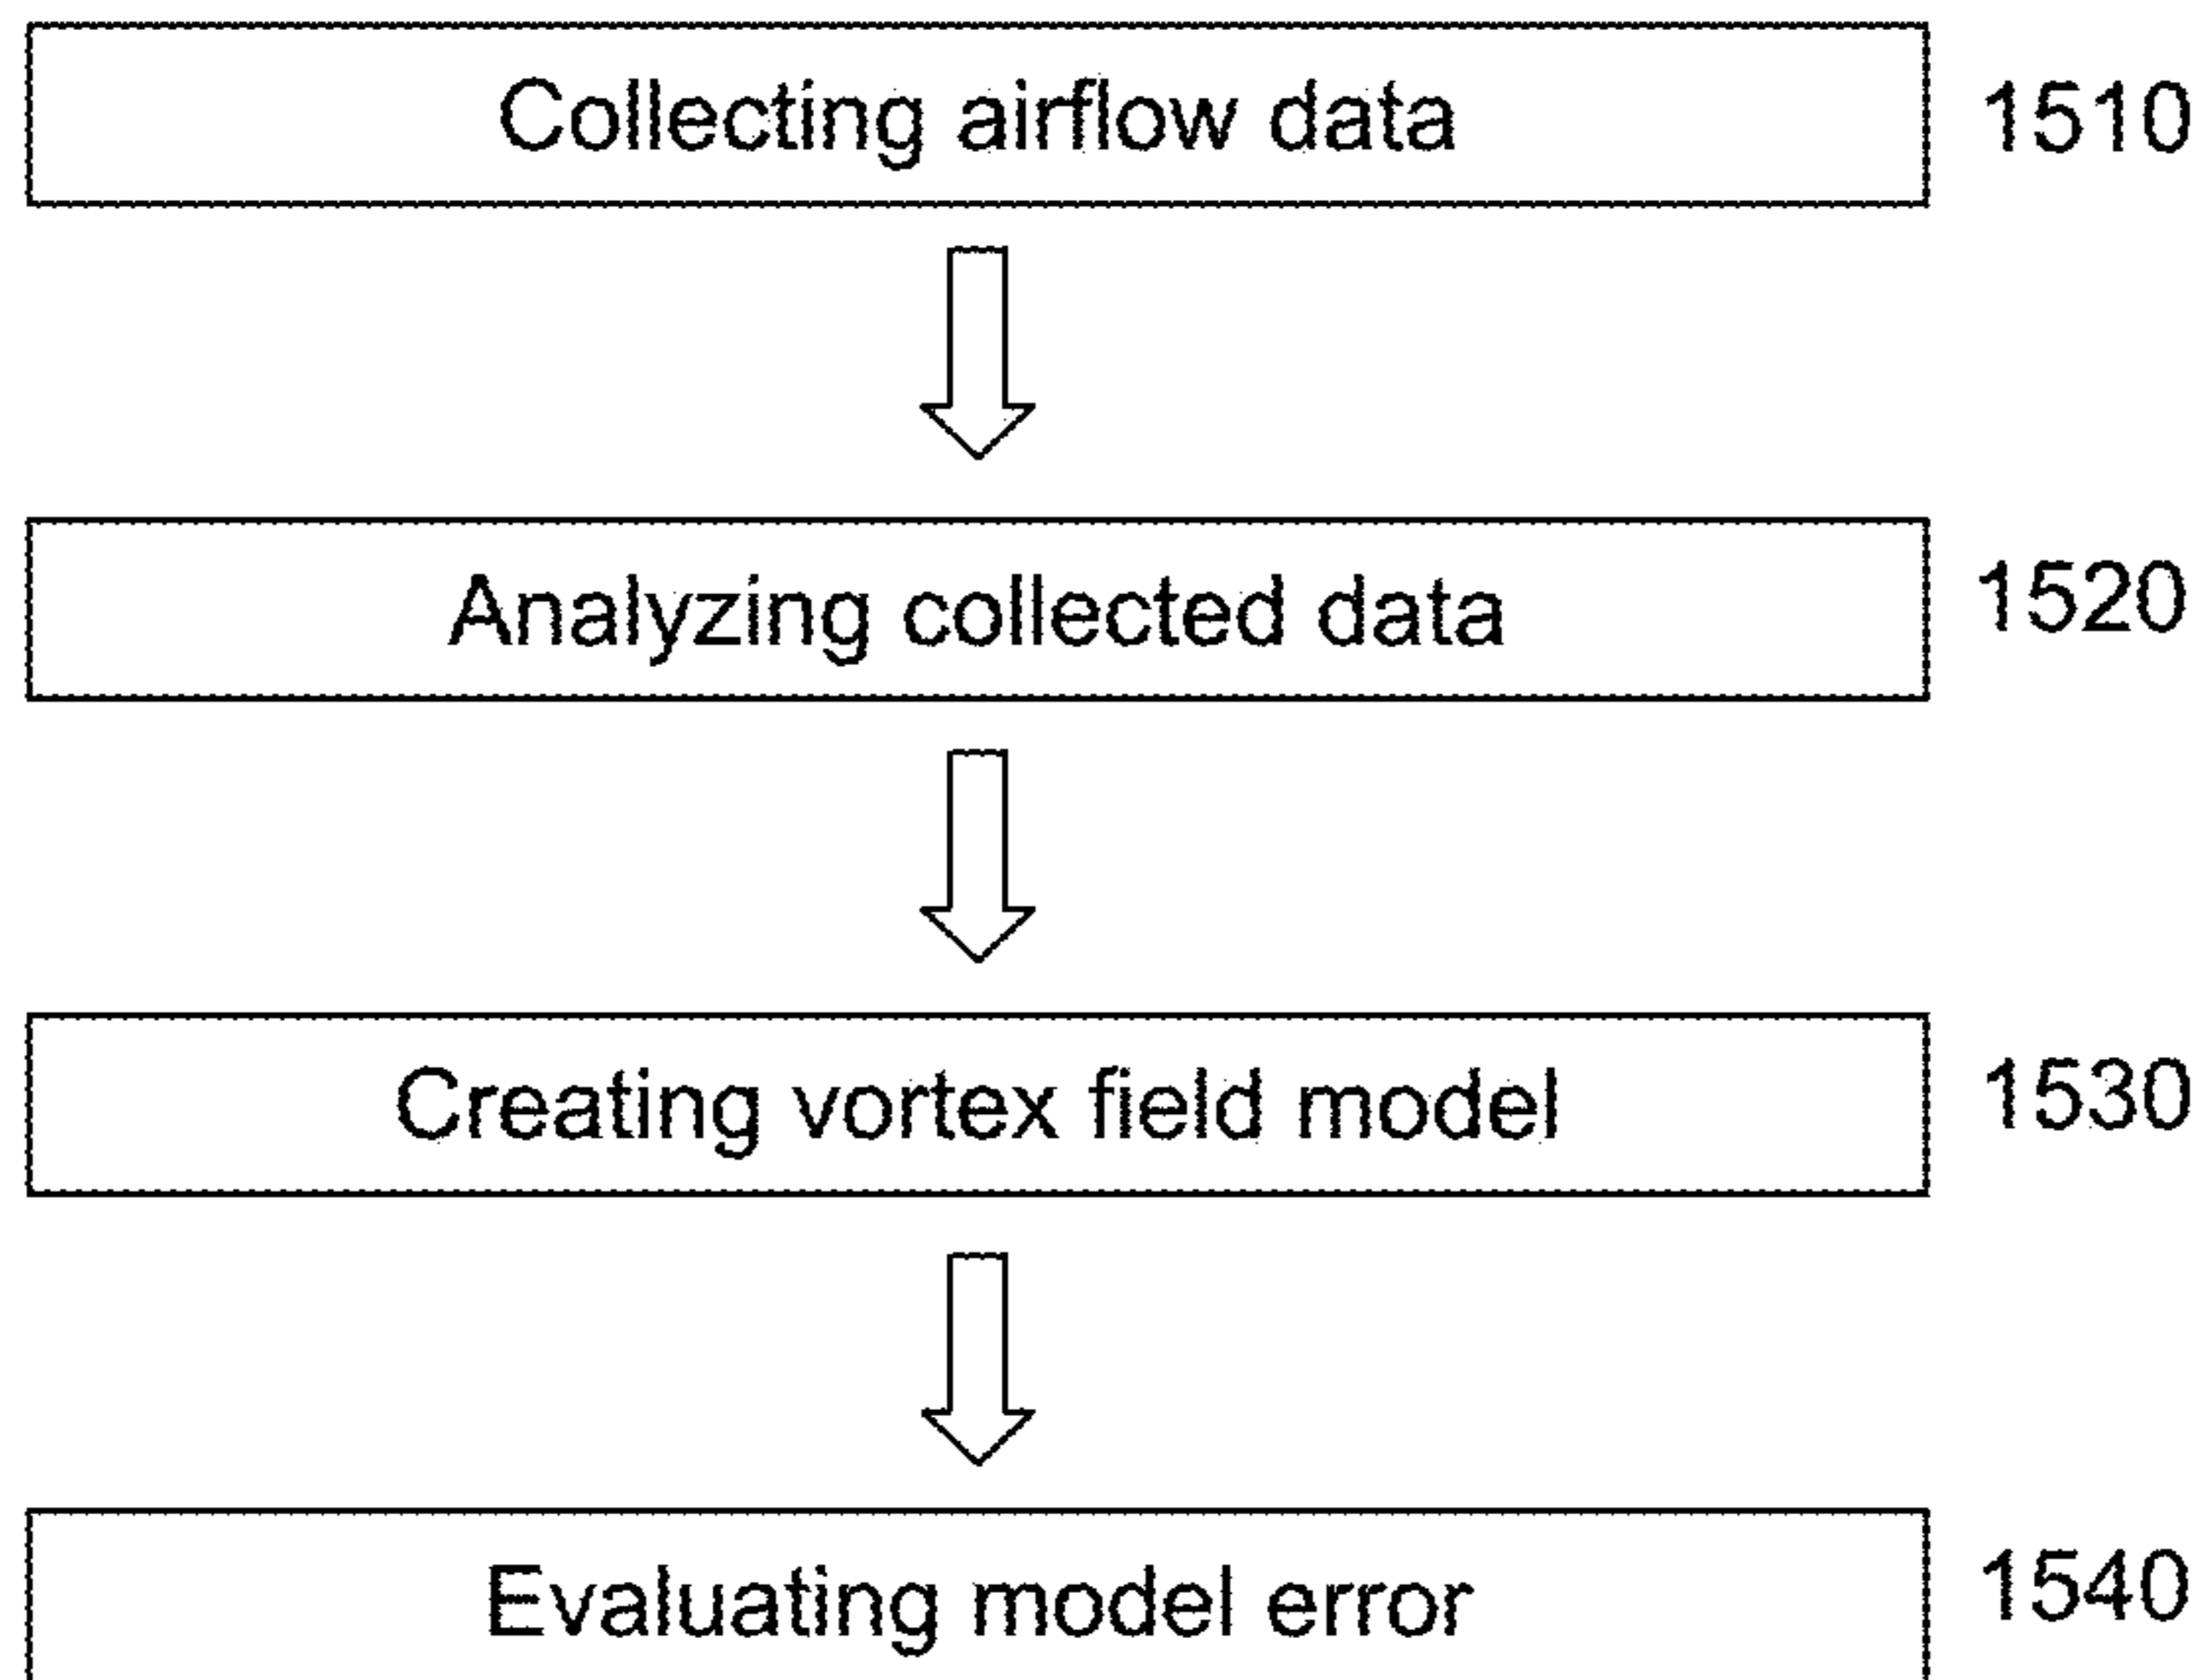 Collecting airflow data 1510
Analyzing collected data 1520
Creating vortex field model 1530
Evaluating model error 1540